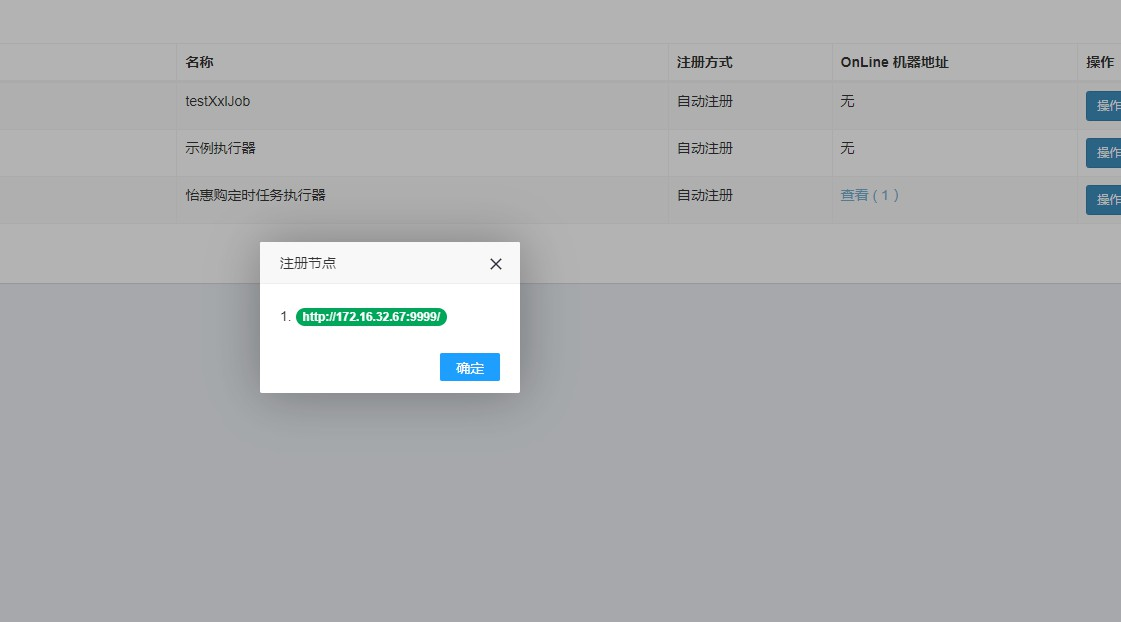 名称 注册方式 OnLine 机器地址 操作
testXxlJob 自动注册 无 操作
示例执行器 自动注册 无 操作
怡惠购定时任务执行器 自动注册 查看 ( 1 ) 操作
注册节点
1. http://172.16.32.67:9999/
确定